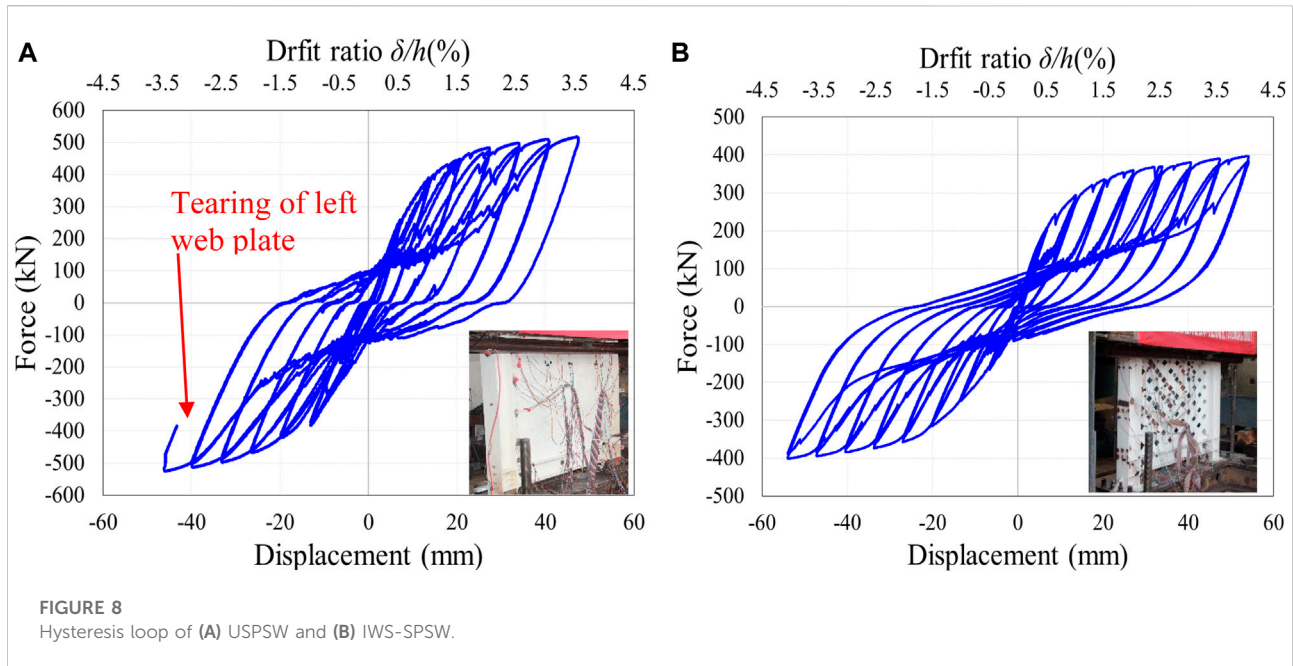 A
Drfit ratio δ/h(%)
-4.5 -3.5 -2.5 -1.5 -0.5 0.5 1.5 2.5 3.5 4.5
600
500
400
300
200
100
0
-100
-200
-300
-400
-500
-600
Force (kN)
Tearing of left
web plate
-60 -40 -20 0 20 40 60
Displacement (mm)
B
Drfit ratio δ/h(%)
-4.5 -3.5 -2.5 -1.5 -0.5 0.5 1.5 2.5 3.5 4.5
500
400
300
200
100
0
-100
-200
-300
-400
-500
Force (kN)
-60 -40 -20 0 20 40 60
Displacement (mm)
FIGURE 8
Hysteresis loop of (A) USPSW and (B) IWS-SPSW.